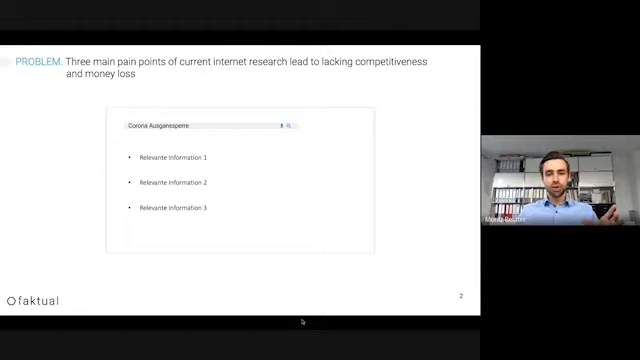 PROBLEM. Three main pain points of current internet research lead to lacking competitiveness
and money loss
Corona Ausganssperre
• Relevante Information 1
• Relevante Information 2
• Relevante Information 3
faktual
2